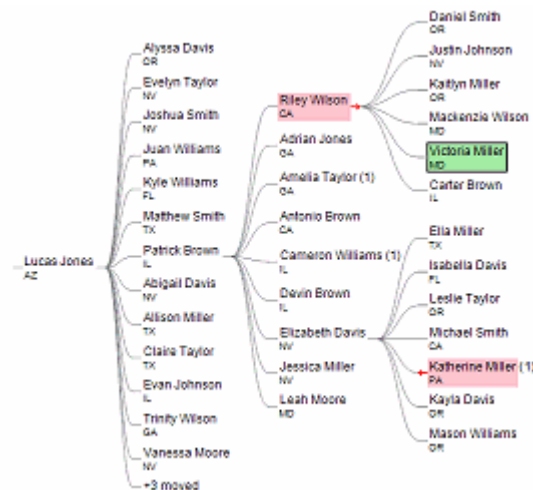 Lucas Jones
AZ
Alyssa Davis
OR
Evelyn Taylor
NV
Joshua Smith
NV
Juan Williams
PA
Kyle Williams
FL
Matthew Smith
TX
Patrick Brown
IL
Abigail Davis
NV
Allison Miller
TX
Claire Taylor
TX
Evan Johnson
IL
Trinity Wilson
GA
Vanessa Moore
NV
+3 moved
Riley Wilson
CA
Adrian Jones
GA
Amelia Taylor (1)
GA
Antonio Brown
CA
Cameron Williams (1)
IL
Devin Brown
IL
Elizabeth Davis
NV
Jessica Miller
NV
Leah Moore
MD
Daniel Smith
OR
Justin Johnson
NV
Kaitlyn Miller
OR
Mackenzie Wilson
MD
Victoria Miller
MD
Carter Brown
IL
Ella Miller
TX
Isabella Davis
FL
Leslie Taylor
OR
Michael Smith
CA
Katherine Miller (1)
PA
Kayla Davis
OR
Mason Williams
OR